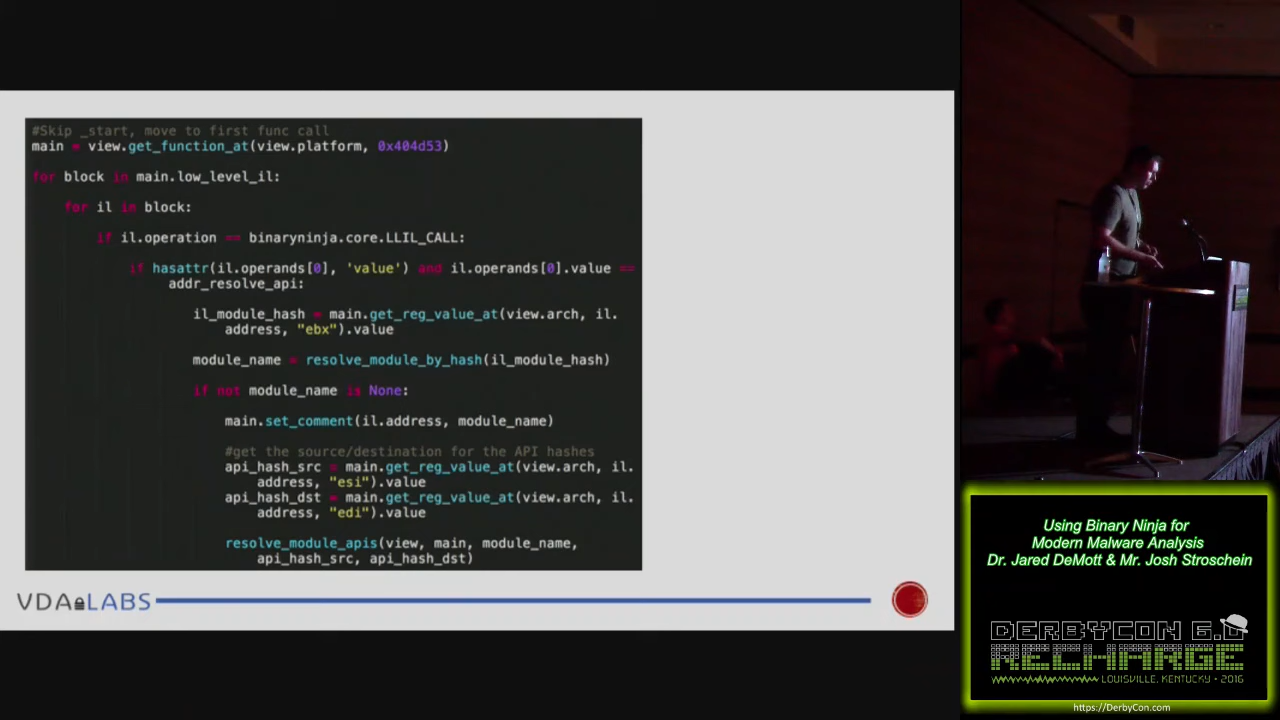 #Skip _start, move to first func call
main = view.get_function_at(view.platform, 0x404d53)
for block in main.low_level_il:
for il in block:
if il.operation == binaryninja.core.LLIL_CALL:
if hasattr(il.operands[0], 'value') and il.operands[0].value ==
addr_resolve_api:
il_module_hash = main.get_reg_value_at(view.arch, il.
address, "ebx").value
module_name = resolve_module_by_hash(il_module_hash)
if not module_name is None:
main.set_comment(il.address, module_name)
#get the source/destination for the API hashes
api_hash_src = main.get_reg_value_at(view.arch, il.
address, "esi").value
api_hash_dst = main.get_reg_value_at(view.arch, il.
address, "edi").value
resolve_module_apis(view, main, module_name,
api_hash_src, api_hash_dst)
VDA LABS
Using Binary Ninja for
Modern Malware Analysis
Dr. Jared DeMott & Mr. Josh Stroschein
DERBYCON 6.0
RECHARGE
LOUISVILLE, KENTUCKY • 2016
https://DerbyCon.com